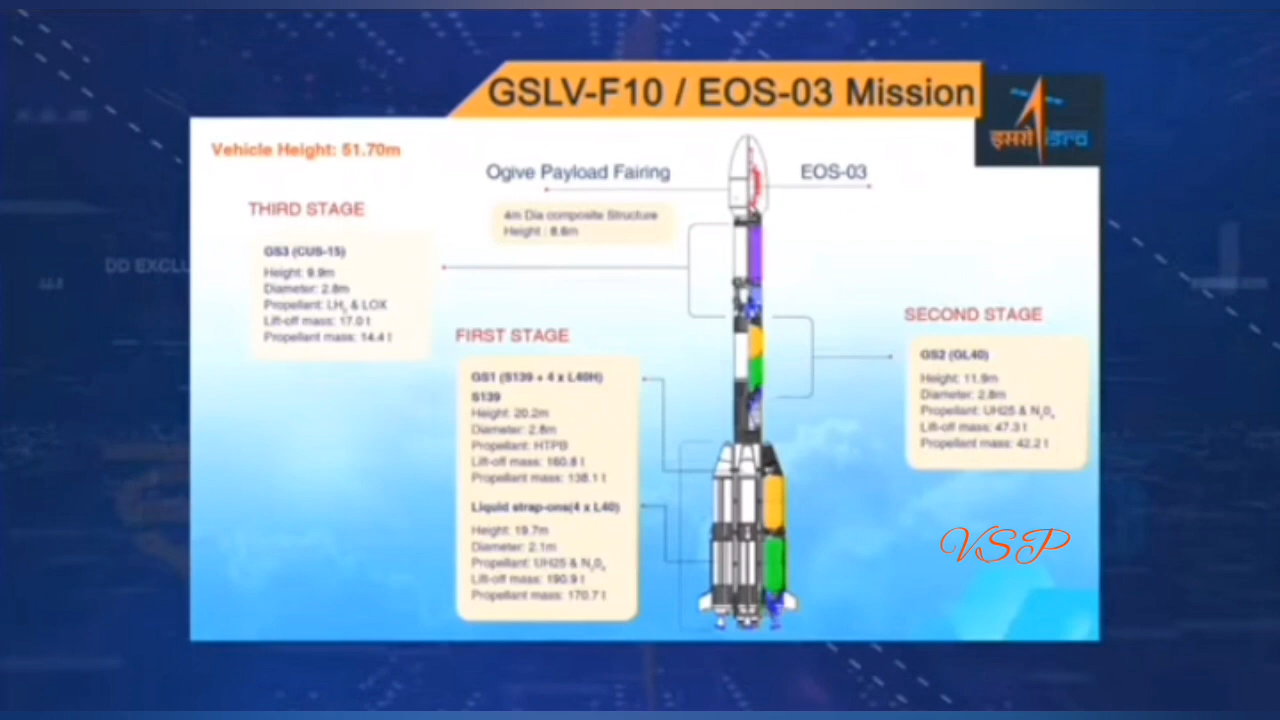 GSLV-F10 / EOS-03 Mission
इसरो isro
Vehicle Height: 51.70m
Ogive Payload Fairing
EOS-03
4m Dia composite Structure
Height : 8.6m
THIRD STAGE
GS3 (CUS-15)
Height: 9.9m
Diameter: 2.8m
Propellant: LH₂ & LOX
Lift-off mass: 17.0 t
Propellant mass: 14.4 t
SECOND STAGE
GS2 (GL40)
Height: 11.9m
Diameter: 2.8m
Propellant: UH25 & N₂0₄
Lift-off mass: 47.3 t
Propellant mass: 42.2 t
FIRST STAGE
GS1 (S139 + 4 x L40H)
S139
Height: 20.2m
Diameter: 2.8m
Propellant: HTPB
Lift-off mass: 160.8 t
Propellant mass: 138.1 t
Liquid strap-ons(4 x L40)
Height: 19.7m
Diameter: 2.1m
Propellant: UH25 & N₂0₄
Lift-off mass: 190.9 t
Propellant mass: 170.7 t
VSP
DD EXCLU